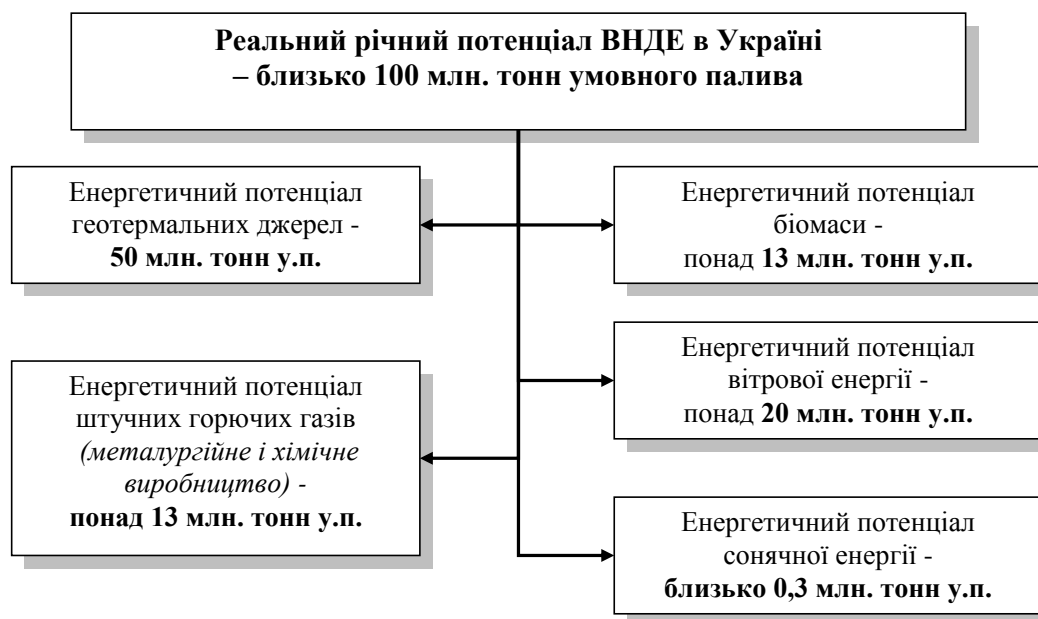 Реальний річний потенціал ВНДЕ в Україні
– близько 100 млн. тонн умовного палива
Енергетичний потенціал
геотермальних джерел -
50 млн. тонн у.п.
Енергетичний потенціал
біомаси -
понад 13 млн. тонн у.п.
Енергетичний потенціал
вітрової енергії -
понад 20 млн. тонн у.п.
Енергетичний потенціал
штучних горючих газів
(металургійне і хімічне
виробництво) -
понад 13 млн. тонн у.п.
Енергетичний потенціал
сонячної енергії -
близько 0,3 млн. тонн у.п.